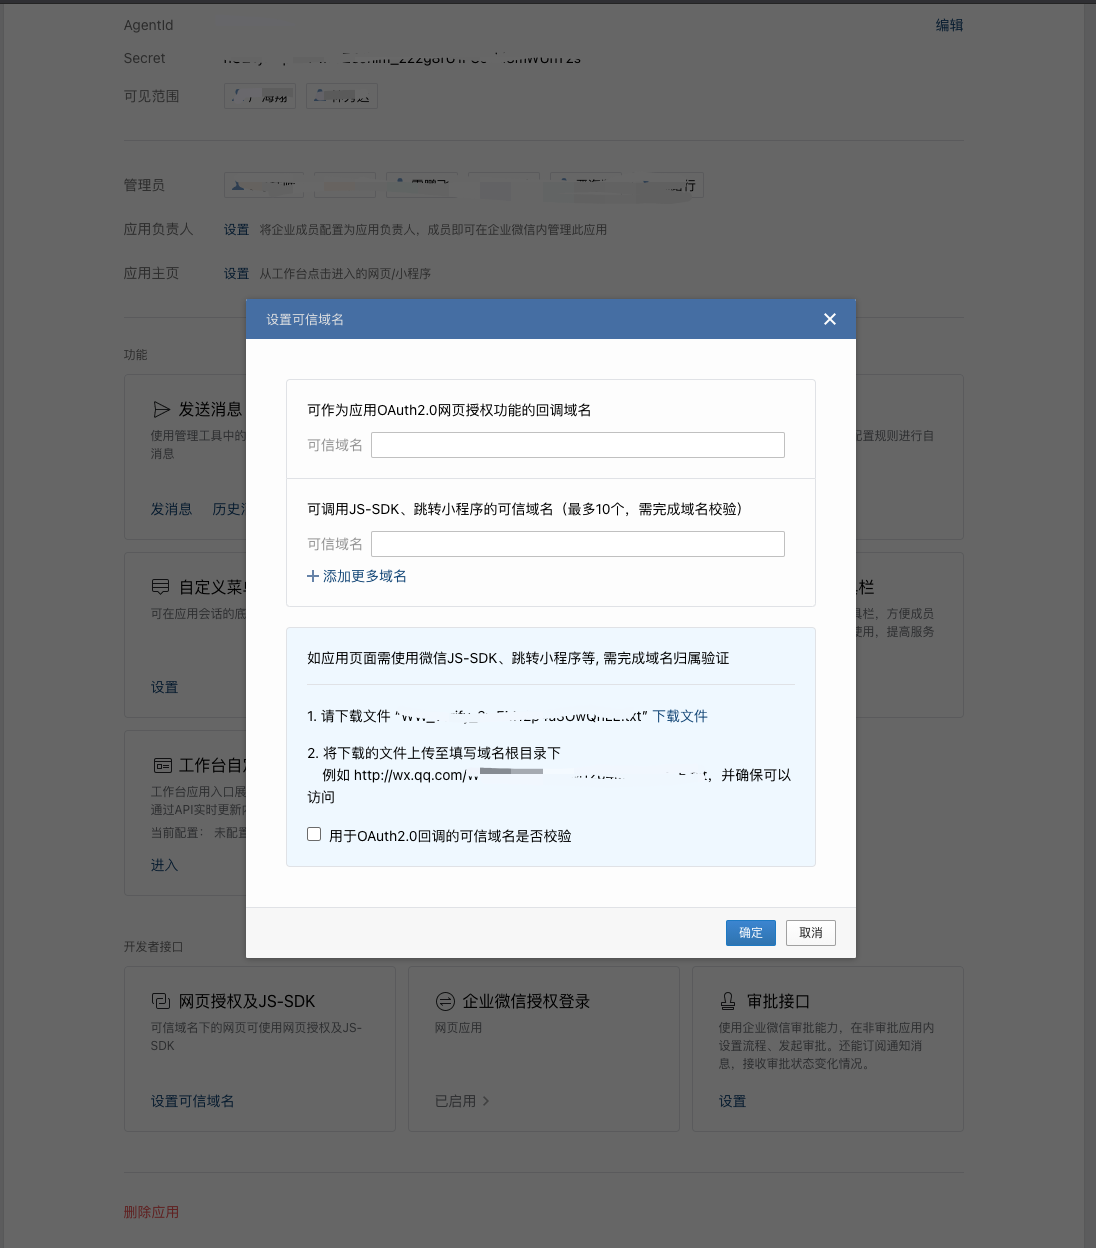 AgentId
编辑
Secret
可见范围
管理员
应用负责人 设置 将企业成员配置为应用负责人，成员即可在企业微信内管理此应用
应用主页 设置 从工作台点击进入的网页/小程序
设置可信域名
可作为应用OAuth2.0网页授权功能的回调域名
可信域名
可调用JS-SDK、跳转小程序的可信域名（最多10个，需完成域名校验）
可信域名
添加更多域名
如应用页面需使用微信JS-SDK、跳转小程序等, 需完成域名归属验证
1. 请下载文件 下载文件
2. 将下载的文件上传至填写域名根目录下
例如 http://wx.qq.com/ ，并确保可以
访问
用于OAuth2.0回调的可信域名是否校验
确定 取消
功能
发送消息
使用管理工具中的
消息
发消息 历史
配置规则进行自
自定义菜
可在应用会话的底
设置
栏
具栏，方便成员
使用，提高服务
工作台自
工作台应用入口展
通过API实时更新
当前配置： 未配
进入
开发者接口
网页授权及JS-SDK
可信域名下的网页可使用网页授权及JS-
SDK
设置可信域名
企业微信授权登录
网页应用
已启用
审批接口
使用企业微信审批能力，在非审批应用内
设置流程、发起审批。还能订阅通知消
息，接收审批状态变化情况。
设置
删除应用